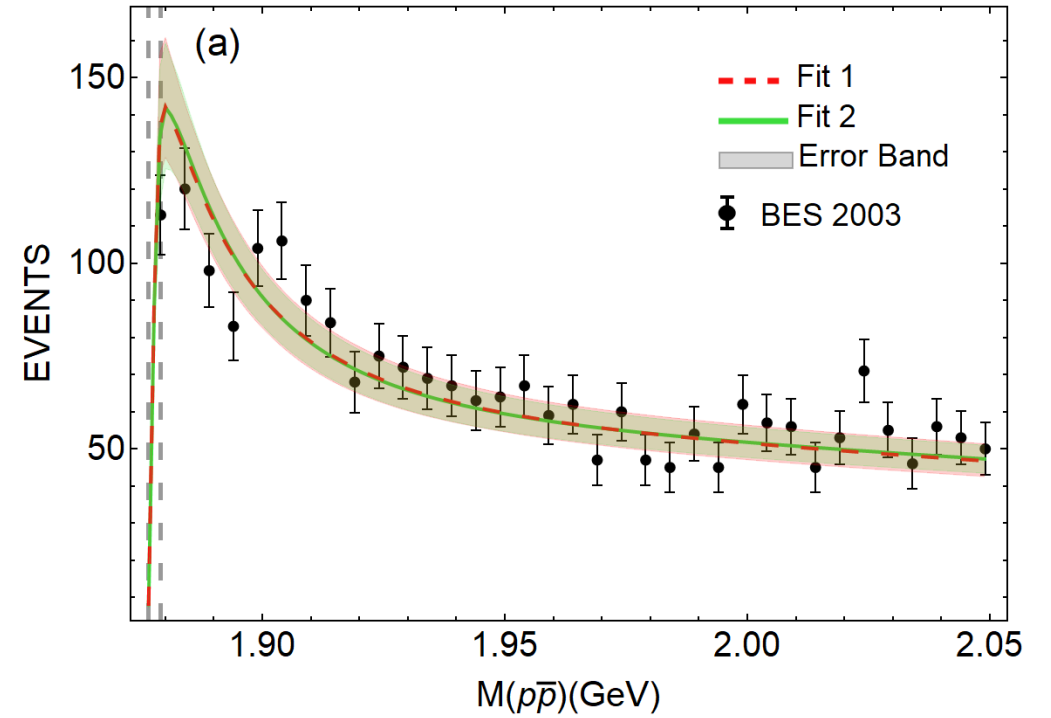 (a)
Fit 1
Fit 2
Error Band
BES 2003
EVENTS
150
100
50
1.90 1.95 2.00 2.05
M(pp̅)(GeV)